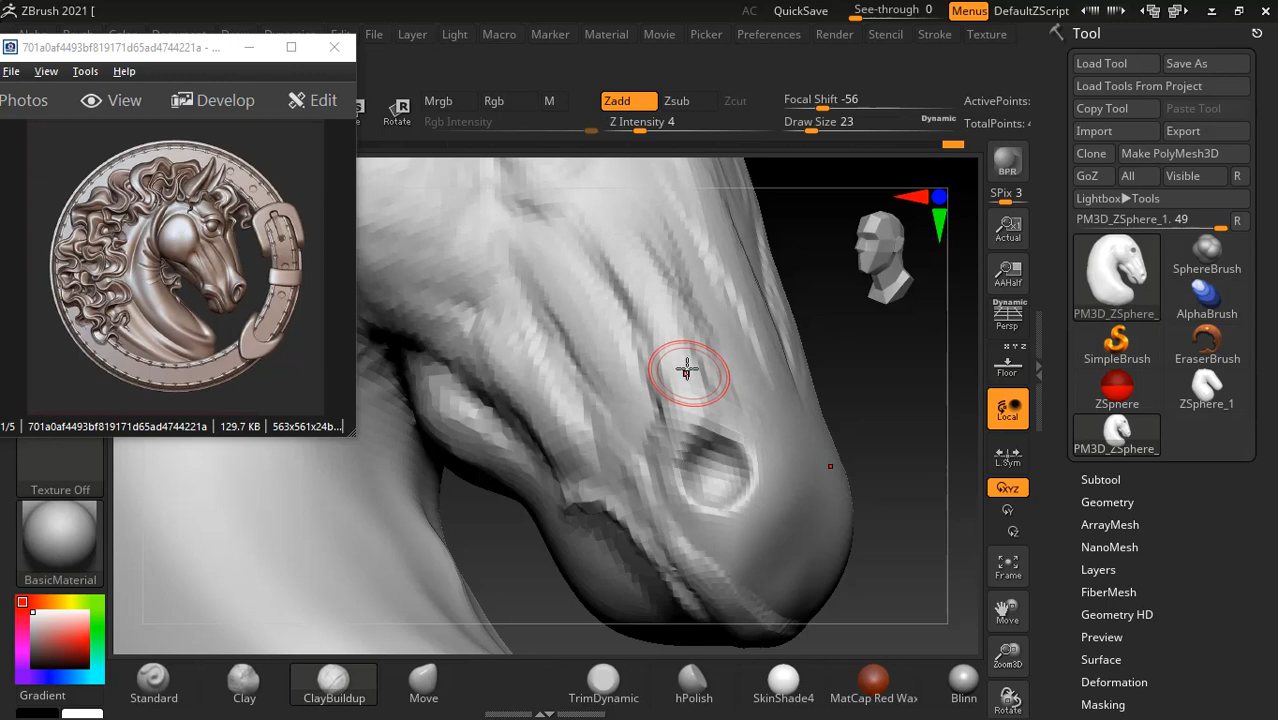 ZBrush 2021 [
AC QuickSave See-through 0 Menus DefaultZScript
File Layer Light Macro Marker Material Movie Picker Preferences Render Stencil Stroke Texture
701a0af4493bf819171d65ad4744221a - ...
File View Tools Help
Photos View Develop Edit
1/5 701a0af4493bf819171d65ad4744221a 129.7 KB 563x561x24b...
Rotate
Mrgb Rgb M
Rgb Intensity
Zadd Zsub Zcut
Z Intensity 4
Focal Shift -56
Draw Size 23 Dynamic
ActivePoints:
TotalPoints: 4
BPR
SPix 3
Actual
AAHalf
Dynamic
Persp
X Y Z
Floor
Local
L.Sym
XYZ
Y
Z
Frame
Move
Zoom3D
Rotate
Tool
Load Tool Save As
Load Tools From Project
Copy Tool Paste Tool
Import Export
Clone Make PolyMesh3D
GoZ All Visible R
Lightbox▶Tools
PM3D_ZSphere_1. 49 R
PM3D_ZSphere_
SphereBrush
AlphaBrush
SimpleBrush EraserBrush
ZSphere ZSphere_1
PM3D_ZSphere_
Subtool
Geometry
ArrayMesh
NanoMesh
Layers
FiberMesh
Geometry HD
Preview
Surface
Deformation
Masking
Texture Off
BasicMaterial
Gradient
Standard Clay ClayBuildup Move TrimDynamic hPolish SkinShade4 MatCap Red Wax Blinn